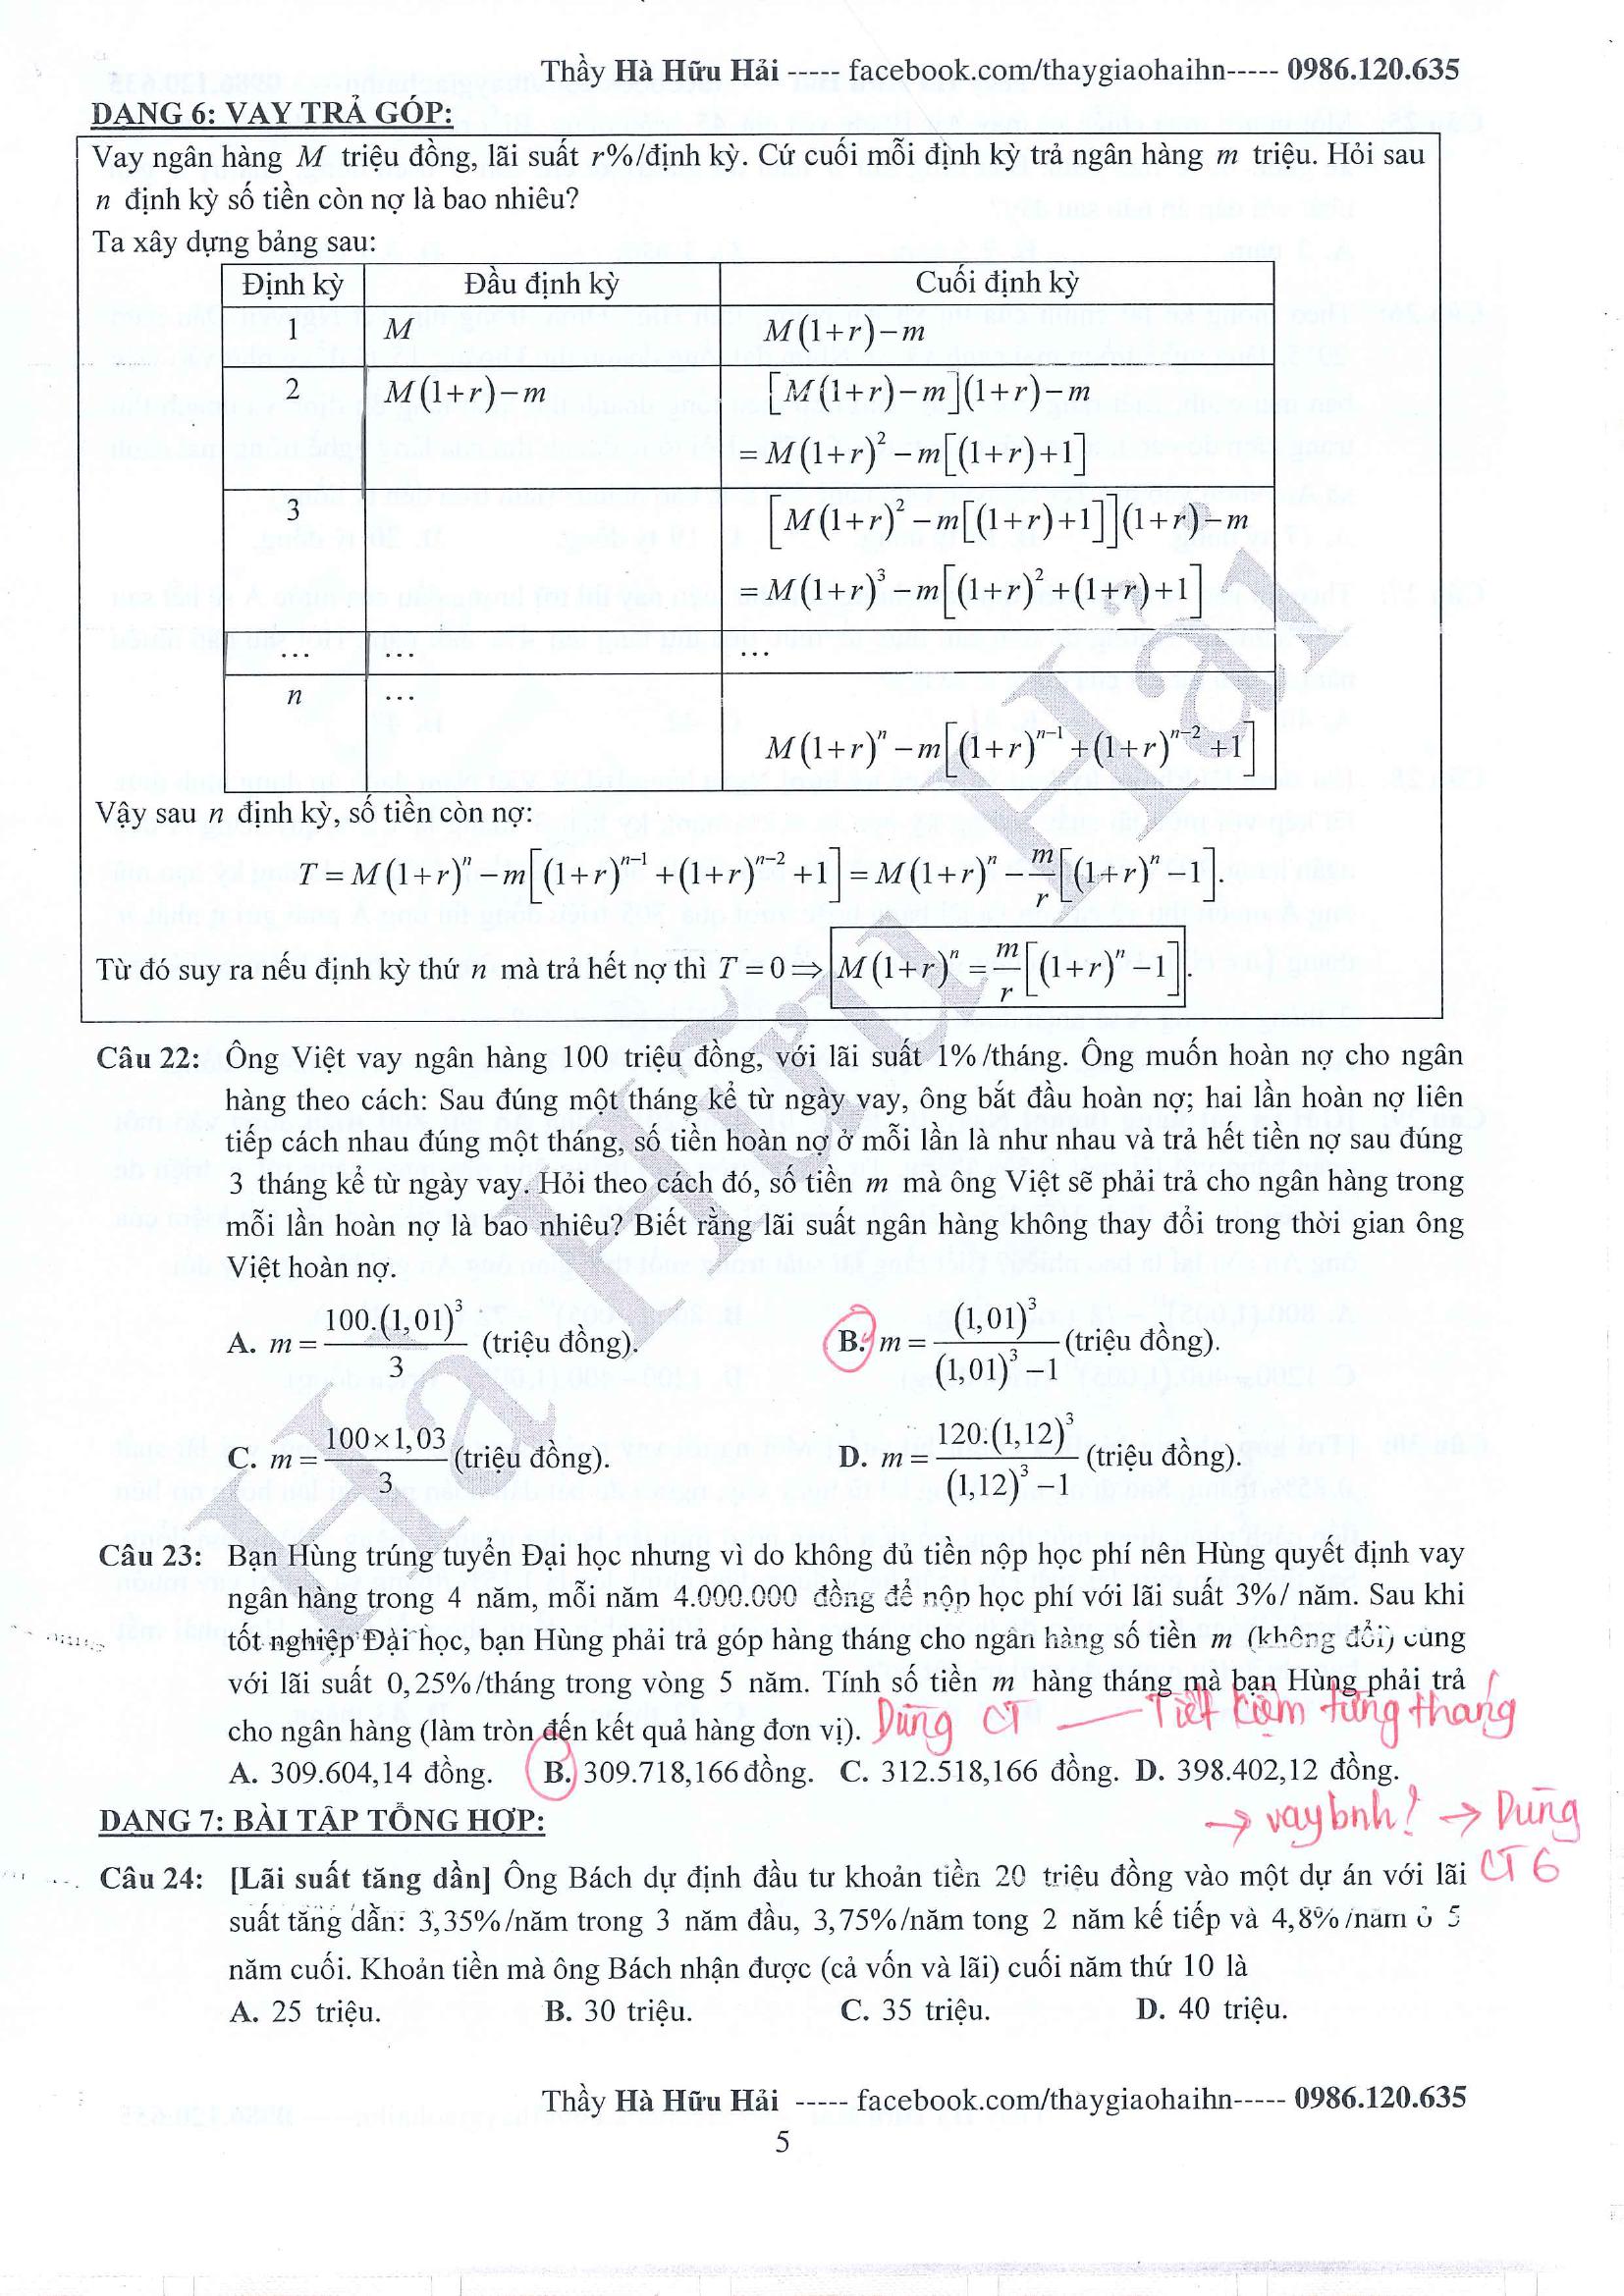 Thầy Hà Hữu Hải ----- facebook.com/thaygiaohaihn----- 0986.120.635
DẠNG 6: VAY TRẢ GÓP:
Vay ngân hàng M triệu đồng, lãi suất r%/định kỳ. Cứ cuối mỗi định kỳ trả ngân hàng m triệu. Hỏi sau
n định kỳ số tiền còn nợ là bao nhiêu?
Ta xây dựng bảng sau:
Định kỳ Đầu định kỳ Cuối định kỳ
1 M M(1+r)−m
2 M(1+r)−m [M(1+r)−m](1+r)−m
=M(1+r)²−m[(1+r)+1]
3 [M(1+r)²−m[(1+r)+1]](1+r)−m
=M(1+r)³−m[(1+r)²+(1+r)+1]
... ... ...
n ... M(1+r)ⁿ−m[(1+r)ⁿ⁻¹+(1+r)ⁿ⁻²+1]
Vậy sau n định kỳ, số tiền còn nợ:
T=M(1+r)ⁿ−m[(1+r)ⁿ⁻¹+(1+r)ⁿ⁻²+1]=M(1+r)ⁿ−m/r[(1+r)ⁿ−1].
Từ đó suy ra nếu định kỳ thứ n mà trả hết nợ thì T=0⇒M(1+r)ⁿ=m/r[(1+r)ⁿ−1].
Câu 22: Ông Việt vay ngân hàng 100 triệu đồng, với lãi suất 1%/tháng. Ông muốn hoàn nợ cho ngân
hàng theo cách: Sau đúng một tháng kể từ ngày vay, ông bắt đầu hoàn nợ; hai lần hoàn nợ liên
tiếp cách nhau đúng một tháng, số tiền hoàn nợ ở mỗi lần là như nhau và trả hết tiền nợ sau đúng
3 tháng kể từ ngày vay. Hỏi theo cách đó, số tiền m mà ông Việt sẽ phải trả cho ngân hàng trong
mỗi lần hoàn nợ là bao nhiêu? Biết rằng lãi suất ngân hàng không thay đổi trong thời gian ông
Việt hoàn nợ.
A. m=100.(1,01)³/3 (triệu đồng). B. m=(1,01)³/((1,01)³−1) (triệu đồng).
C. m=100×1,03/3 (triệu đồng). D. m=120.(1,12)³/((1,12)³−1) (triệu đồng).
Câu 23: Bạn Hùng trúng tuyển Đại học nhưng vì do không đủ tiền nộp học phí nên Hùng quyết định vay
ngân hàng trong 4 năm, mỗi năm 4.000.000 đồng để nộp học phí với lãi suất 3%/ năm. Sau khi
tốt nghiệp Đại học, bạn Hùng phải trả góp hàng tháng cho ngân hàng số tiền m (không đổi) cùng
với lãi suất 0,25%/tháng trong vòng 5 năm. Tính số tiền m hàng tháng mà bạn Hùng phải trả
cho ngân hàng (làm tròn đến kết quả hàng đơn vị). Dùng CT — Tiết kiệm từng tháng
A. 309.604,14 đồng. B. 309.718,166 đồng. C. 312.518,166 đồng. D. 398.402,12 đồng.
DẠNG 7: BÀI TẬP TỔNG HỢP:
→ vay bnh? → Dùng
CT 6
Câu 24: [Lãi suất tăng dần] Ông Bách dự định đầu tư khoản tiền 20 triệu đồng vào một dự án với lãi
suất tăng dần: 3,35%/năm trong 3 năm đầu, 3,75%/năm tong 2 năm kế tiếp và 4,8%/năm ở 5
năm cuối. Khoản tiền mà ông Bách nhận được (cả vốn và lãi) cuối năm thứ 10 là
A. 25 triệu. B. 30 triệu. C. 35 triệu. D. 40 triệu.
Thầy Hà Hữu Hải ----- facebook.com/thaygiaohaihn----- 0986.120.635
5
Hà Hữu Hải